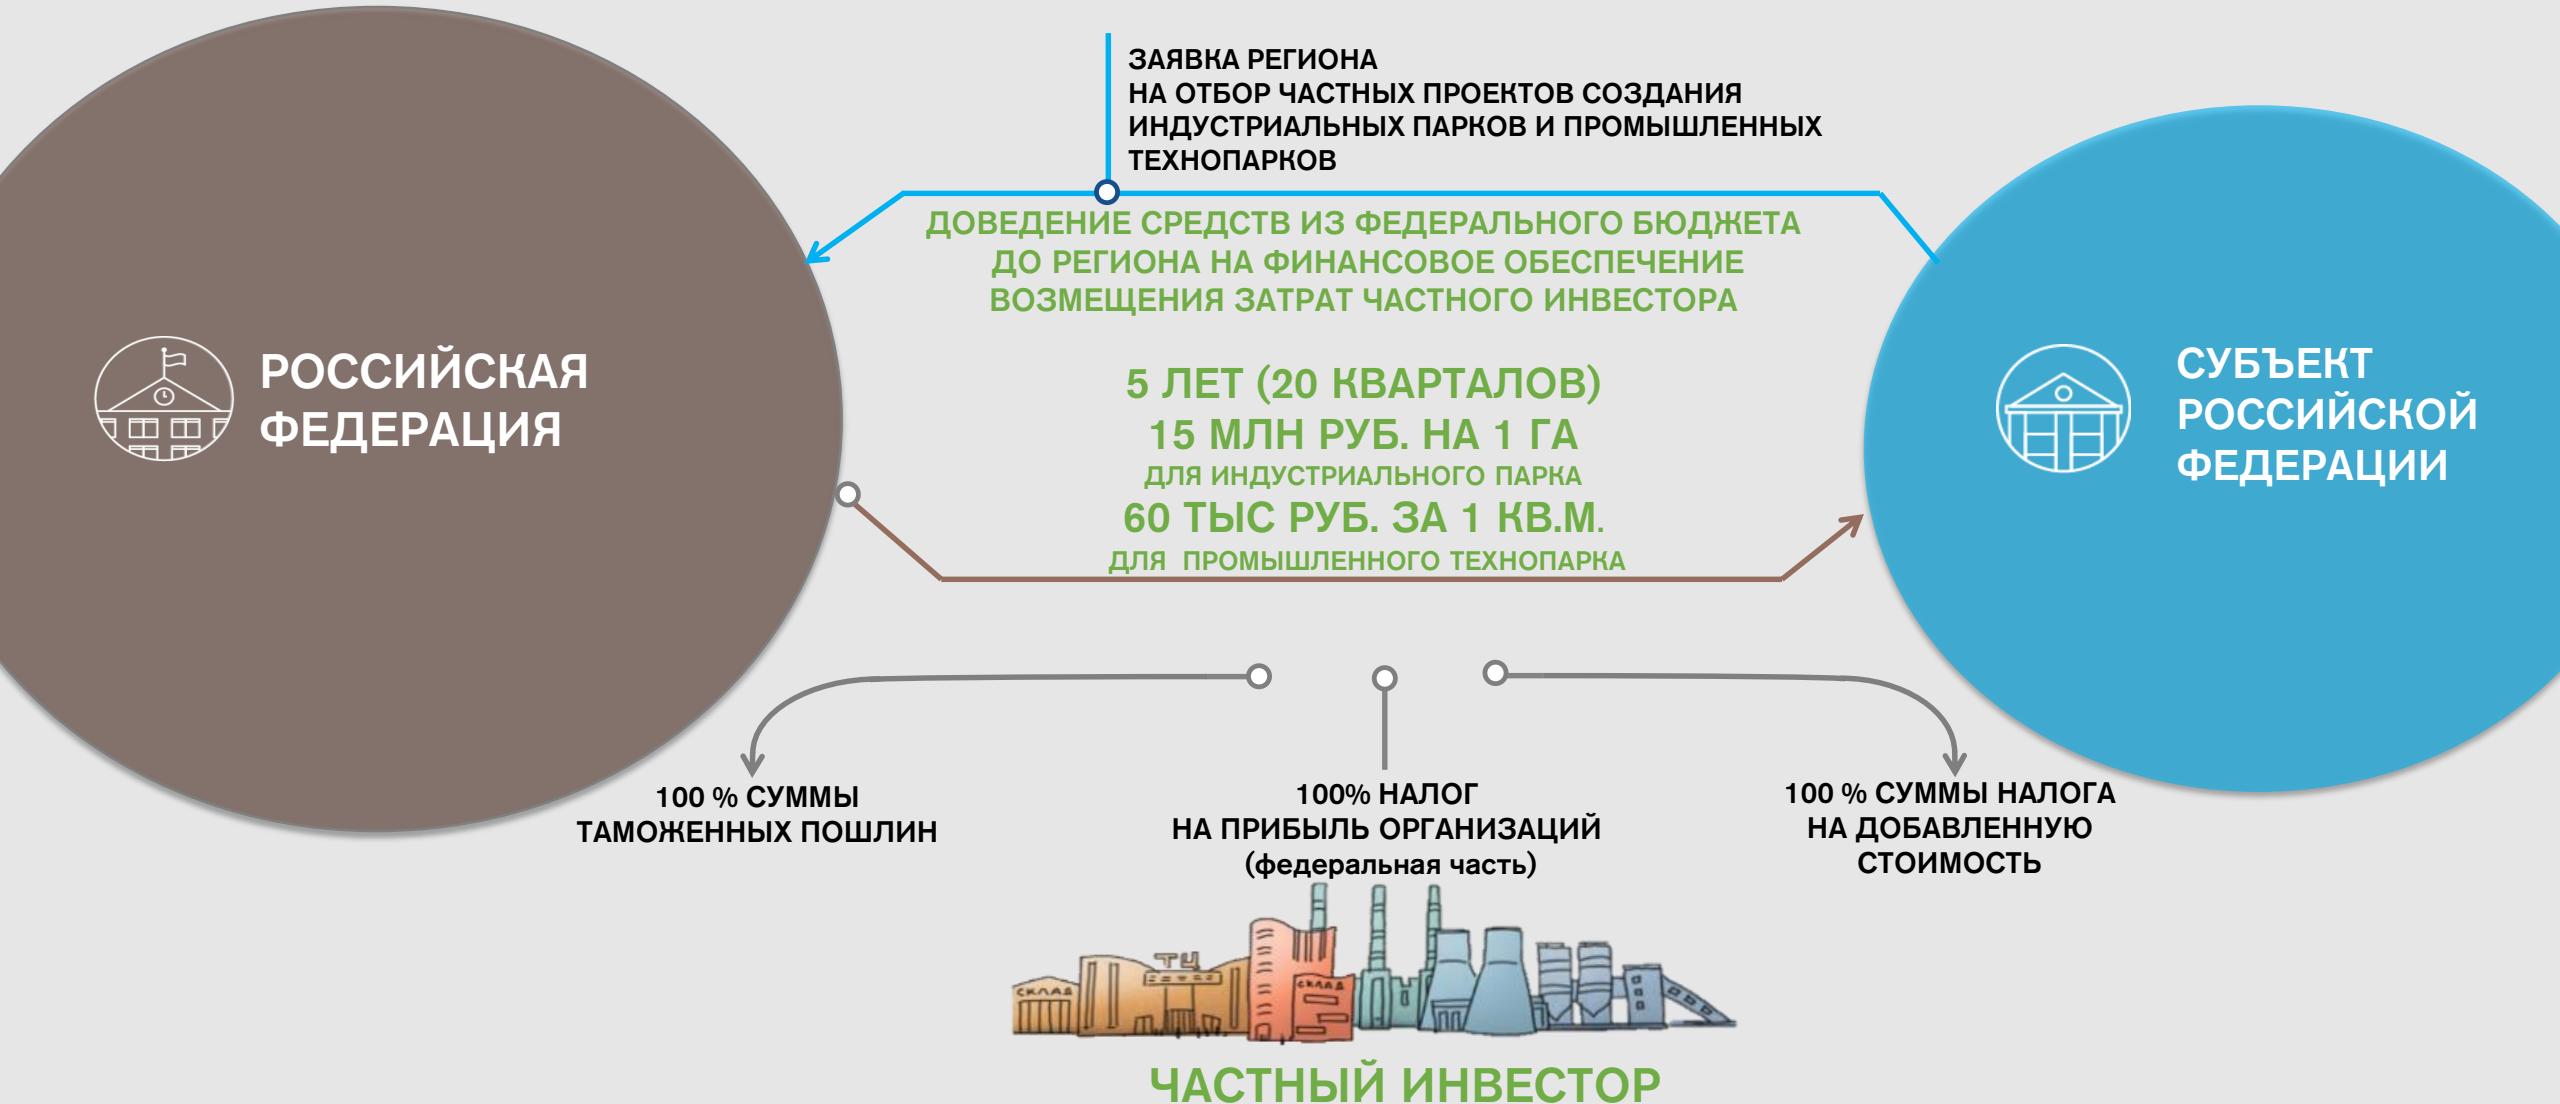 ЗАЯВКА РЕГИОНА
НА ОТБОР ЧАСТНЫХ ПРОЕКТОВ СОЗДАНИЯ
ИНДУСТРИАЛЬНЫХ ПАРКОВ И ПРОМЫШЛЕННЫХ
ТЕХНОПАРКОВ
ДОВЕДЕНИЕ СРЕДСТВ ИЗ ФЕДЕРАЛЬНОГО БЮДЖЕТА
ДО РЕГИОНА НА ФИНАНСОВОЕ ОБЕСПЕЧЕНИЕ
ВОЗМЕЩЕНИЯ ЗАТРАТ ЧАСТНОГО ИНВЕСТОРА
РОССИЙСКАЯ
ФЕДЕРАЦИЯ
5 ЛЕТ (20 КВАРТАЛОВ)
15 МЛН РУБ. НА 1 ГА
ДЛЯ ИНДУСТРИАЛЬНОГО ПАРКА
60 ТЫС РУБ. ЗА 1 КВ.М.
ДЛЯ ПРОМЫШЛЕННОГО ТЕХНОПАРКА
СУБЪЕКТ
РОССИЙСКОЙ
ФЕДЕРАЦИИ
100 % СУММЫ
ТАМОЖЕННЫХ ПОШЛИН
100% НАЛОГ
НА ПРИБЫЛЬ ОРГАНИЗАЦИЙ
(федеральная часть)
100 % СУММЫ НАЛОГА
НА ДОБАВЛЕННУЮ
СТОИМОСТЬ
ТЦ
СКЛАД
СКЛАД
ЧАСТНЫЙ ИНВЕСТОР